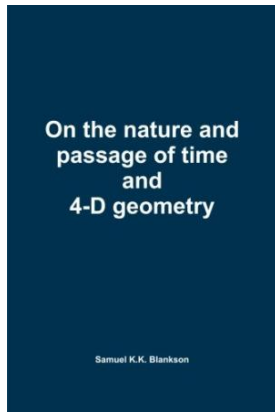 On the nature and
passage of time
and
4-D geometry
Samuel K.K. Blankson